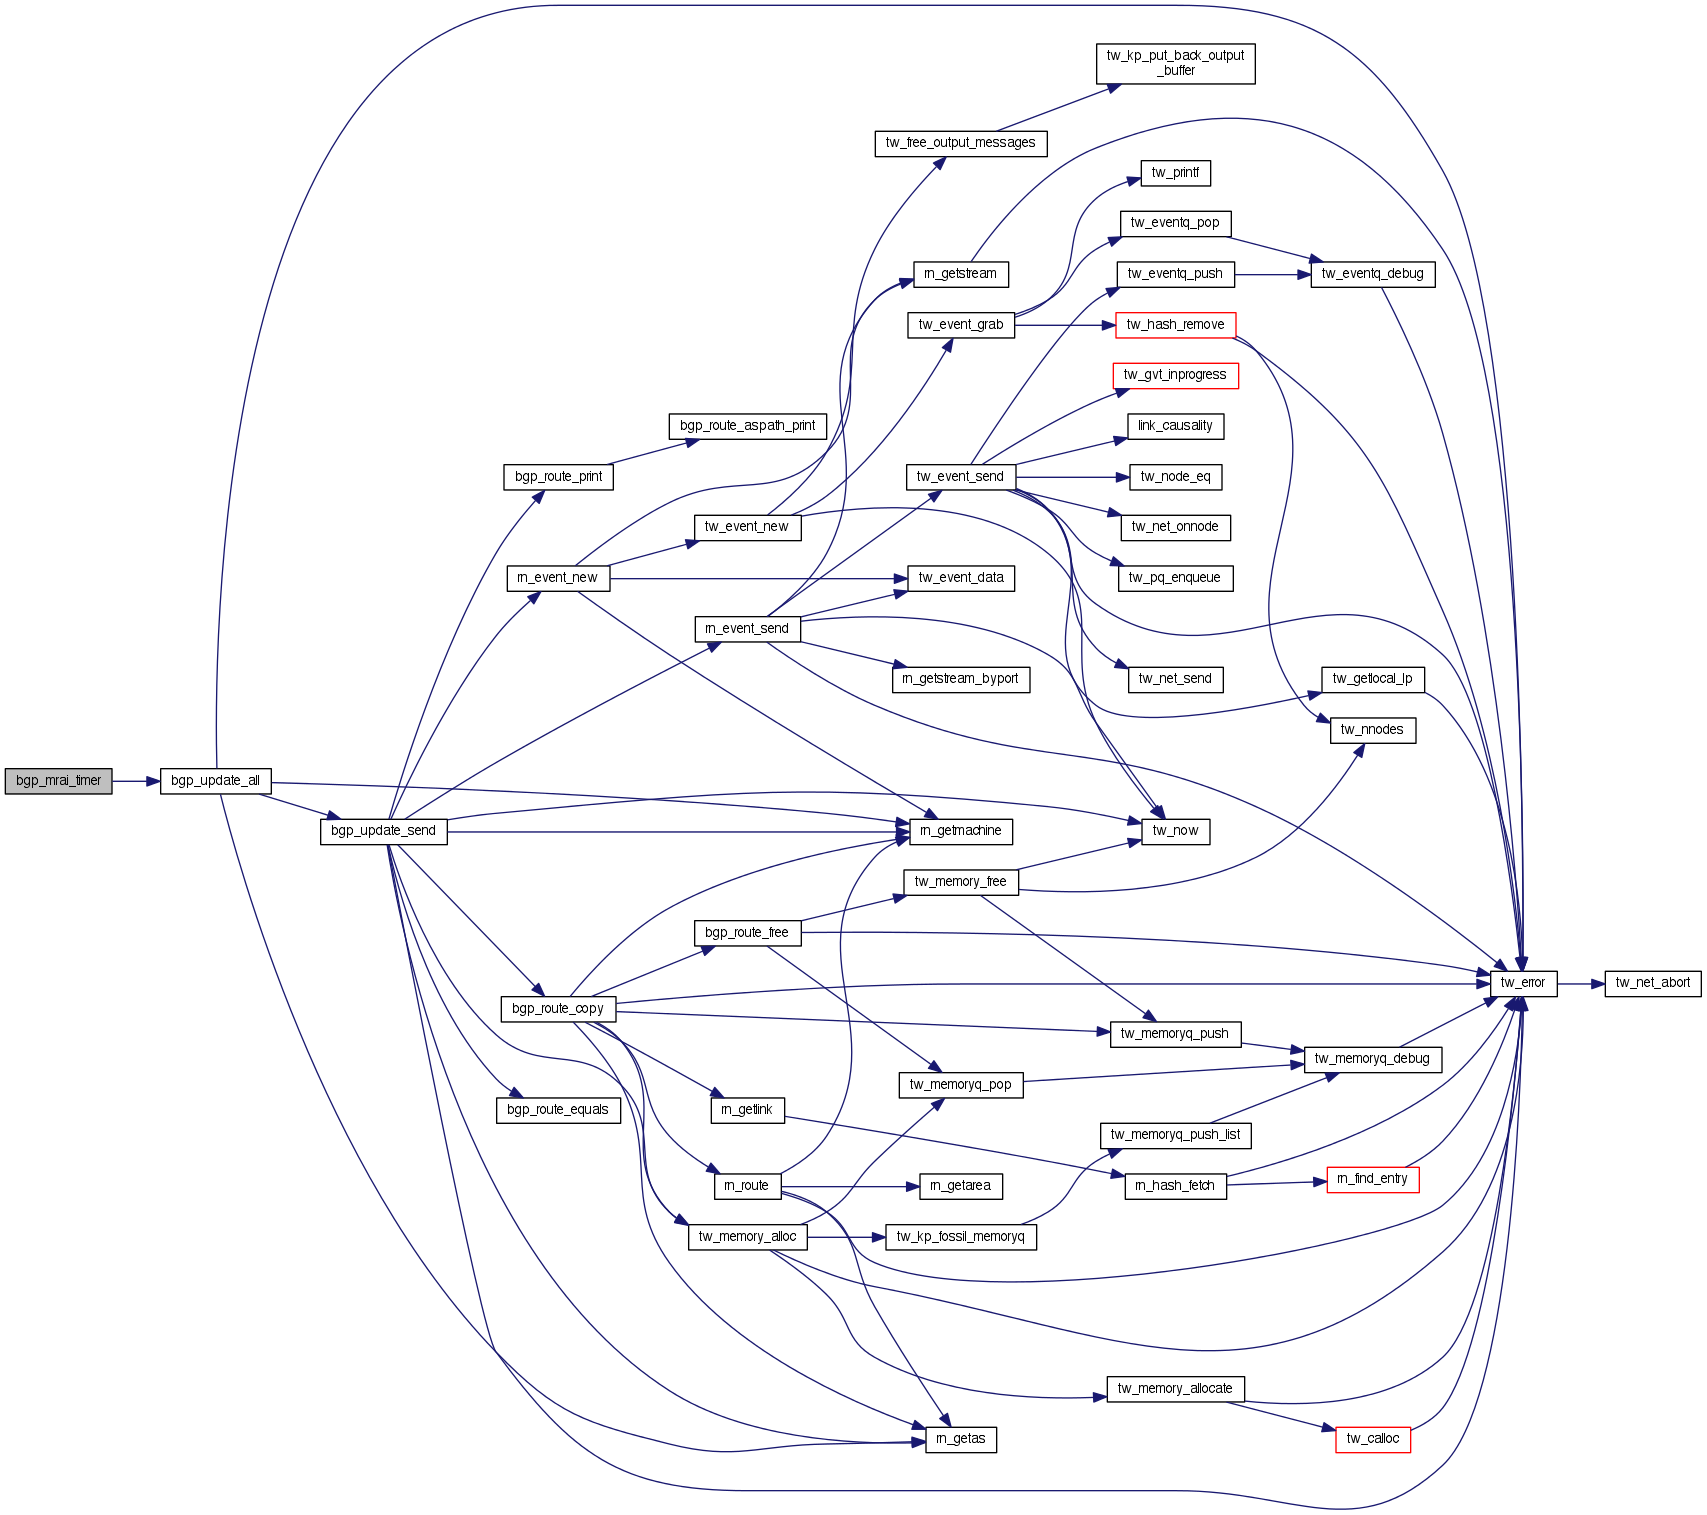 tw_kp_put_back_output
_buffer
tw_free_output_messages
tw_printf
tw_eventq_pop
rn_getstream
tw_eventq_push
tw_eventq_debug
tw_event_grab
tw_hash_remove
tw_gvt_inprogress
bgp_route_aspath_print
link_causality
bgp_route_print
tw_event_send
tw_node_eq
tw_event_new
tw_net_onnode
rn_event_new
tw_event_data
tw_pq_enqueue
rn_event_send
rn_getstream_byport
tw_net_send
tw_getlocal_lp
tw_nnodes
bgp_mrai_timer
bgp_update_all
bgp_update_send
rn_getmachine
tw_now
tw_memory_free
bgp_route_free
tw_error
tw_net_abort
bgp_route_copy
tw_memoryq_push
tw_memoryq_debug
tw_memoryq_pop
rn_getlink
bgp_route_equals
tw_memoryq_push_list
rn_route
rn_getarea
rn_hash_fetch
rn_find_entry
tw_memory_alloc
tw_kp_fossil_memoryq
tw_memory_allocate
rn_getas
tw_calloc